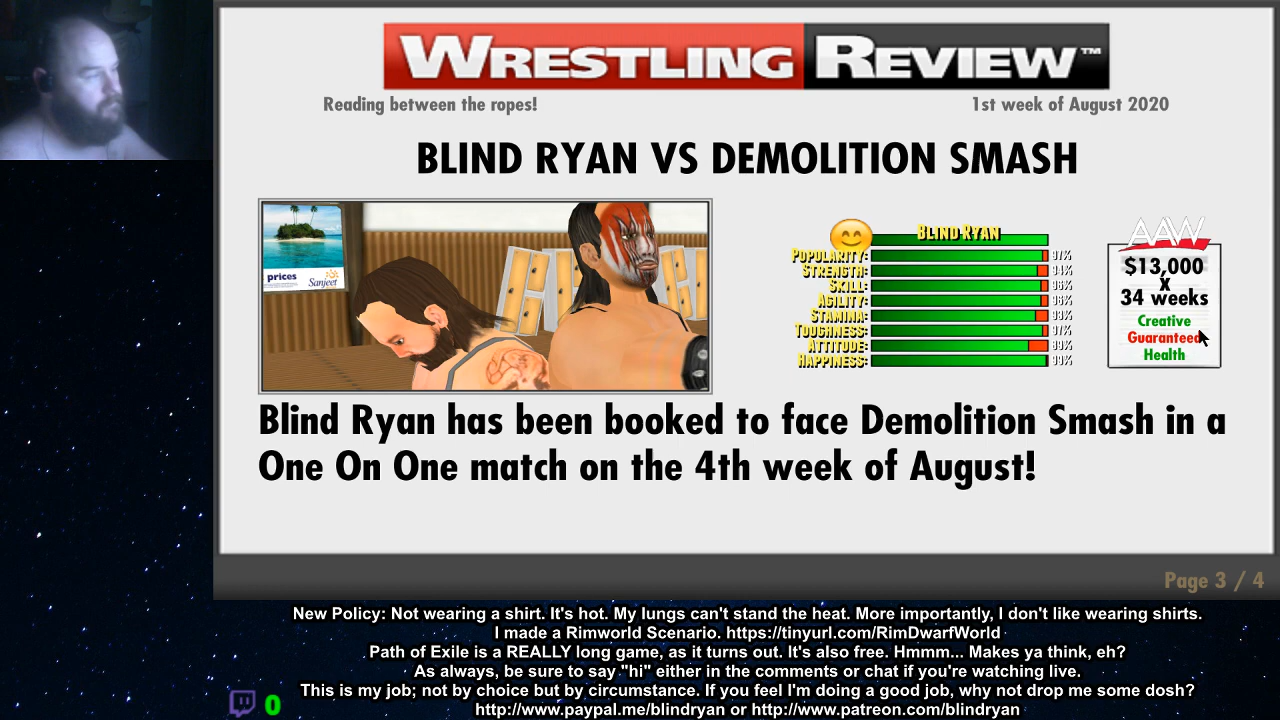 WRESTLING REVIEW™
Reading between the ropes!
1st week of August 2020
BLIND RYAN VS DEMOLITION SMASH
prices
Sanjeet
BLIND RYAN
POPULARITY: 97%
STRENGTH: 94%
SKILL: 96%
AGILITY: 96%
STAMINA: 93%
TOUGHNESS: 97%
ATTITUDE: 89%
HAPPINESS: 99%
AAW
$13,000
X
34 weeks
Creative
Guaranteed
Health
Blind Ryan has been booked to face Demolition Smash in a
One On One match on the 4th week of August!
Page 3 / 4
New Policy: Not wearing a shirt. It's hot. My lungs can't stand the heat. More importantly, I don't like wearing shirts.
I made a Rimworld Scenario. https://tinyurl.com/RimDwarfWorld
Path of Exile is a REALLY long game, as it turns out. It's also free. Hmmm... Makes ya think, eh?
As always, be sure to say "hi" either in the comments or chat if you're watching live.
This is my job; not by choice but by circumstance. If you feel I'm doing a good job, why not drop me some dosh?
http://www.paypal.me/blindryan or http://www.patreon.com/blindryan
0